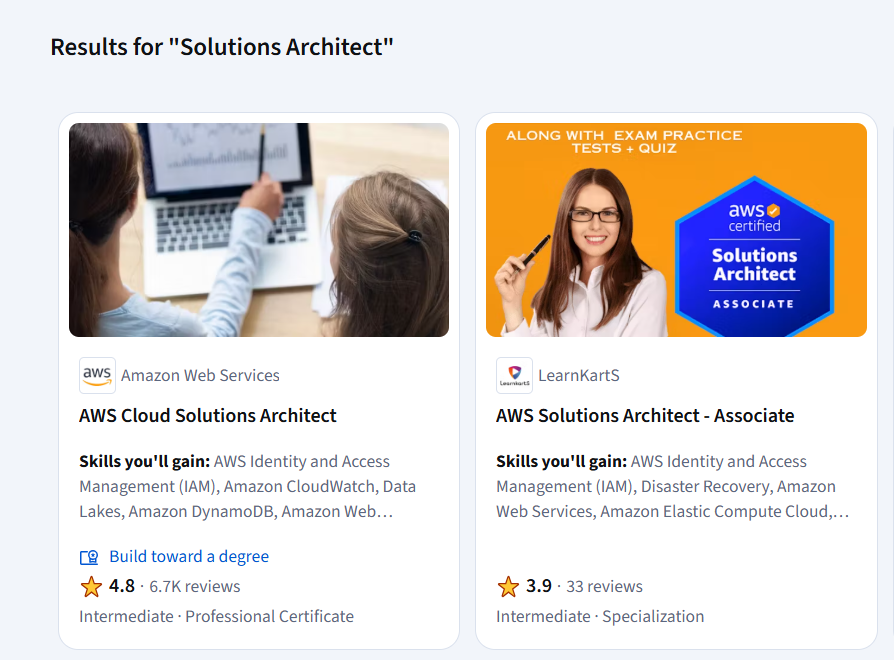 Results for "Solutions Architect"
ALONG WITH EXAM PRACTICE
TESTS + QUIZ
aws
certified
Solutions
Architect
ASSOCIATE
aws
Amazon Web Services
AWS Cloud Solutions Architect
Skills you'll gain: AWS Identity and Access
Management (IAM), Amazon CloudWatch, Data
Lakes, Amazon DynamoDB, Amazon Web…
Build toward a degree
4.8 · 6.7K reviews
Intermediate · Professional Certificate
LearnKartS
LearnKartS
AWS Solutions Architect - Associate
Skills you'll gain: AWS Identity and Access
Management (IAM), Disaster Recovery, Amazon
Web Services, Amazon Elastic Compute Cloud,…
3.9 · 33 reviews
Intermediate · Specialization